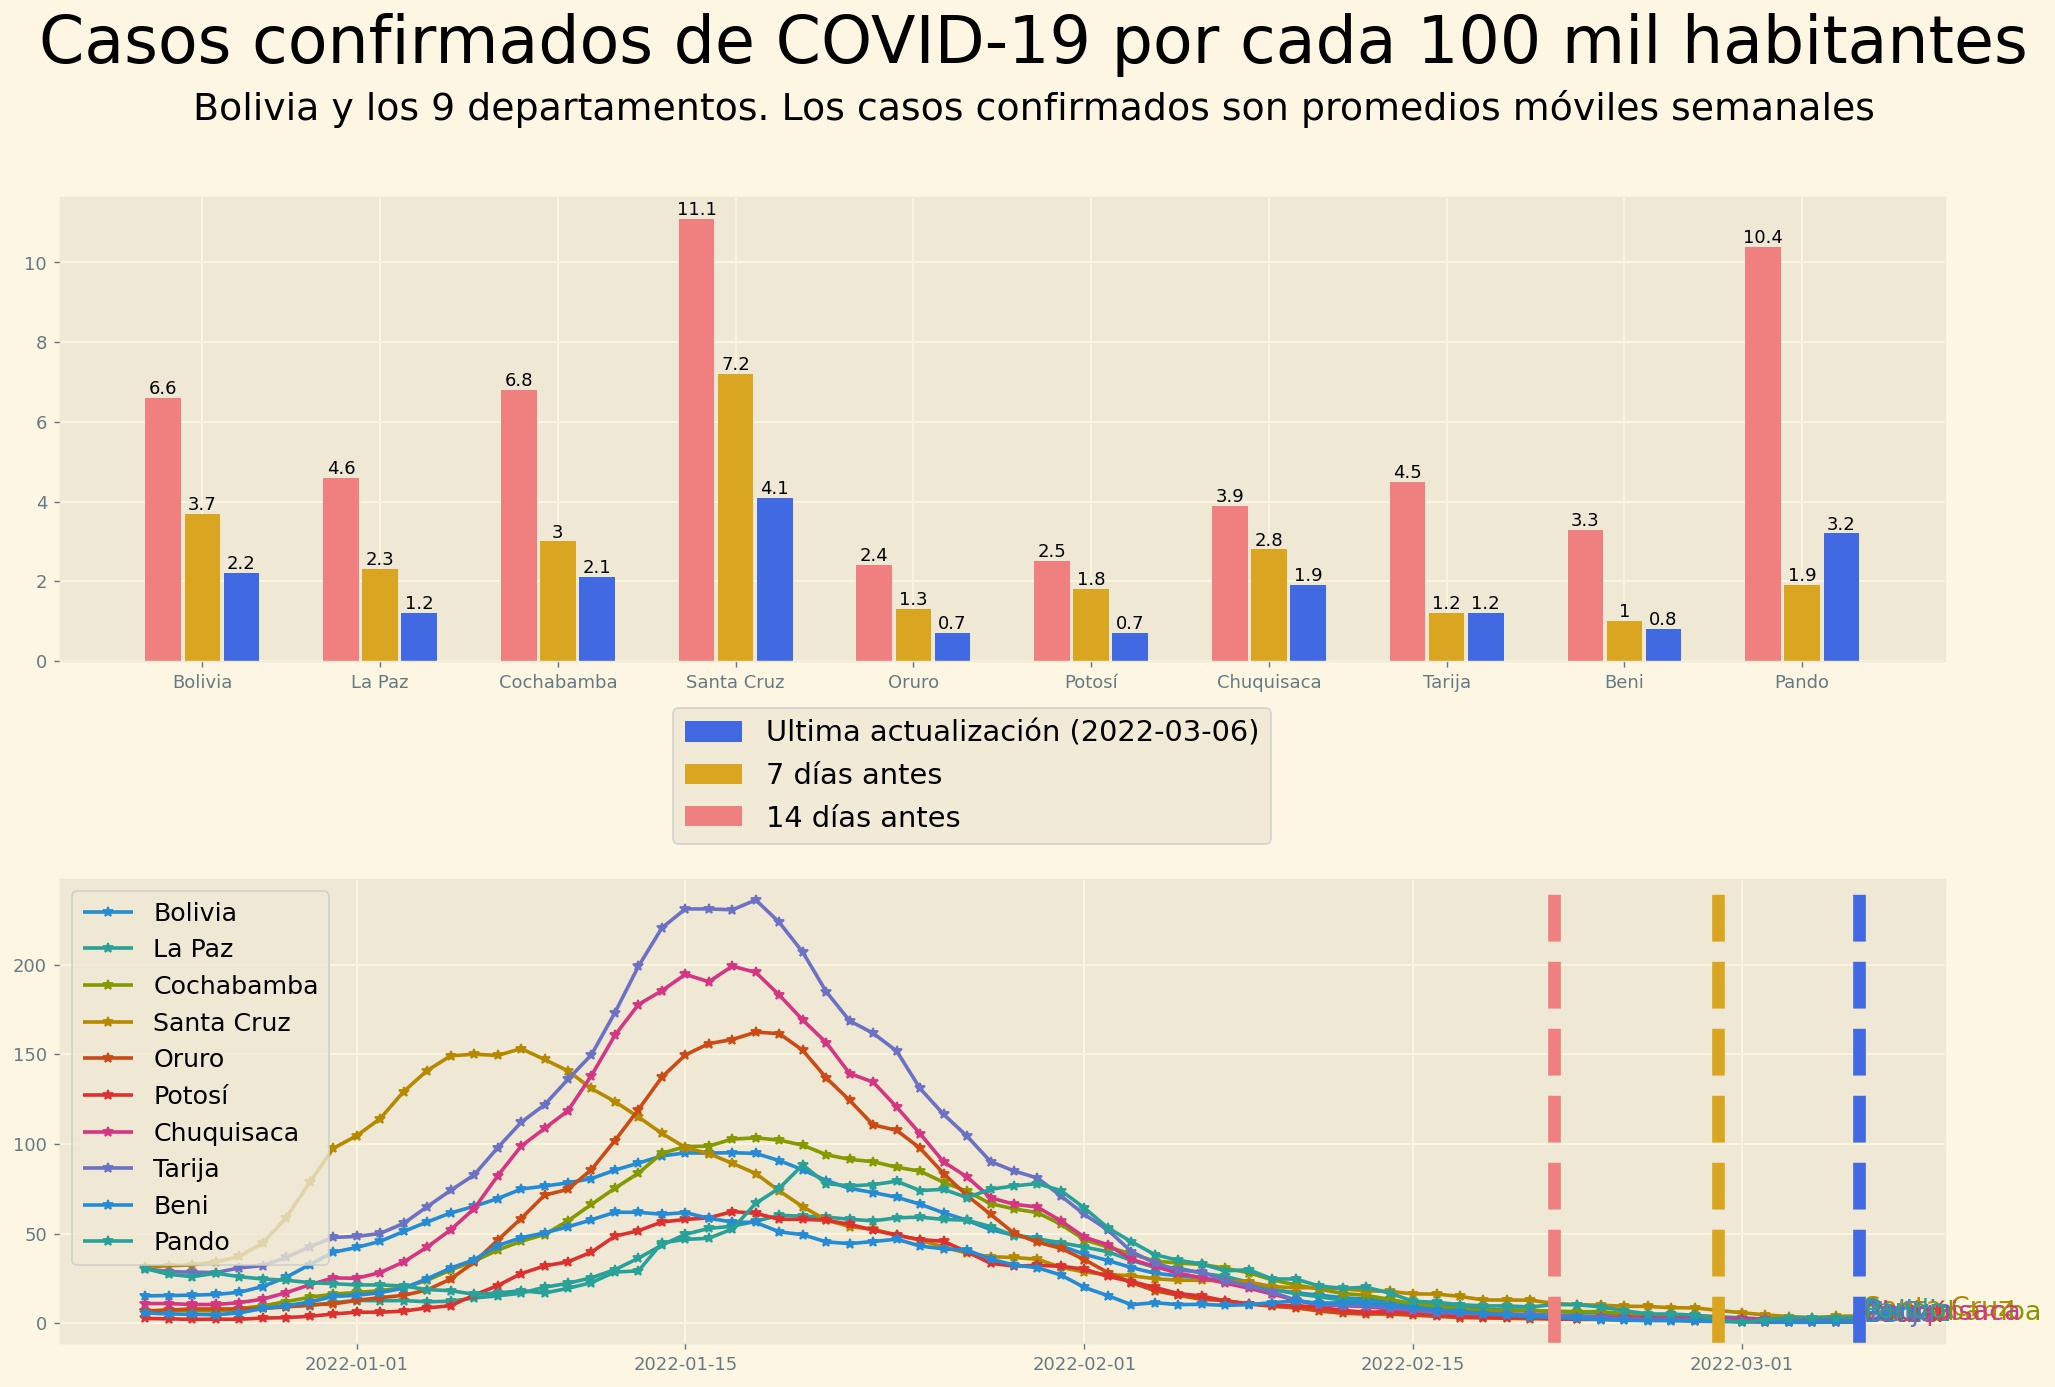 Casos confirmados de COVID-19 por cada 100 mil habitantes
Bolivia y los 9 departamentos. Los casos confirmados son promedios móviles semanales
11.1
10.4
10
8
7.2
6.6
6.8
6
4.6
4.5
4.1
3.9
4
3.7
3.3
3.2
3
2.8
2.2
2.3
2.1
2.4
2.5
1.8
1.9
1.9
2
1.2
1.3
0.7
0.7
1.2
1.2
1
0.8
0
Bolivia
La Paz
Cochabamba
Santa Cruz
Oruro
Potosí
Chuquisaca
Tarija
Beni
Pando
Ultima actualización (2022-03-06)
7 días antes
14 días antes
Bolivia
La Paz
Cochabamba
Santa Cruz
Oruro
Potosí
Chuquisaca
Tarija
Beni
Pando
200
150
100
50
0
2022-01-01
2022-01-15
2022-02-01
2022-02-15
2022-03-01